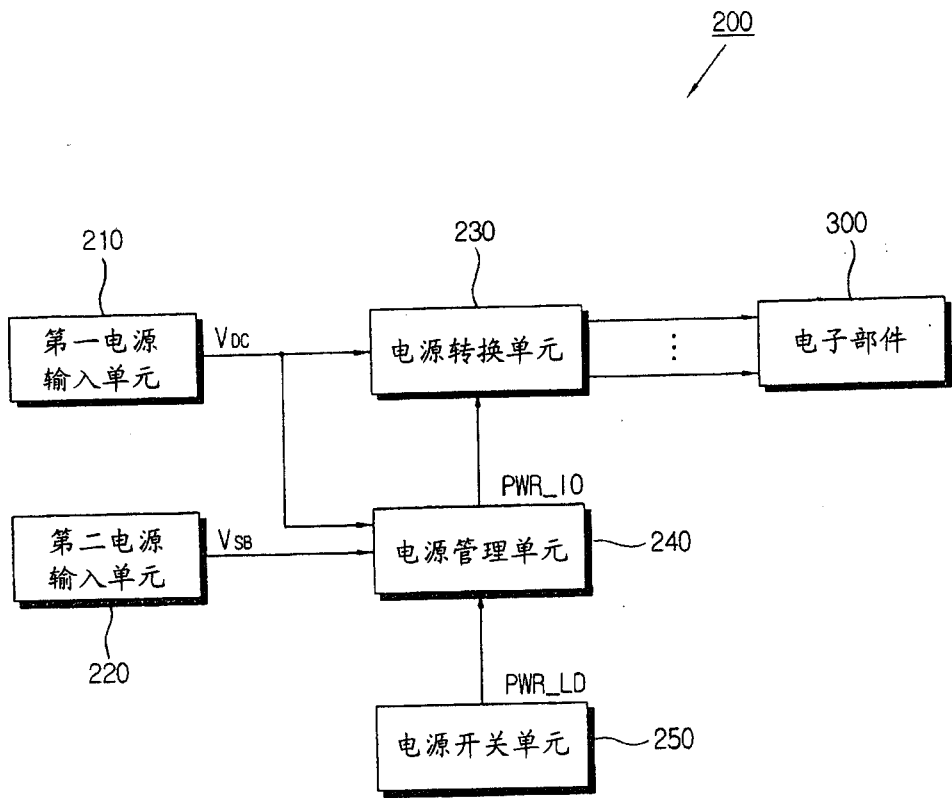 200
210
230
300
第一电源
输入单元
VDC
电源转换单元
电子部件
PWR_IO
第二电源
输入单元
VSB
电源管理单元
240
220
PWR_LD
电源开关单元
250